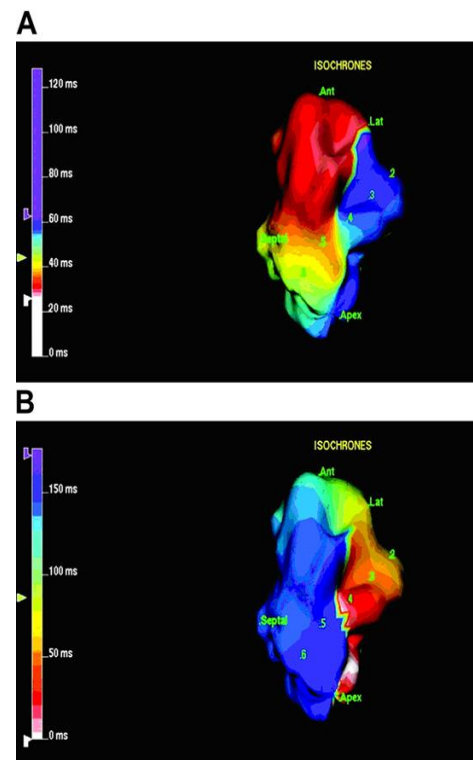 A
ISOCHRONES
120 ms
100 ms
80 ms
60 ms
40 ms
20 ms
0 ms
.Ant
.Lat
2
3
4
.5
Septal
.Apex
B
ISOCHRONES
150 ms
100 ms
50 ms
0 ms
.Ant
.Lat
2
3
4
.5
.6
Septal
.Apex